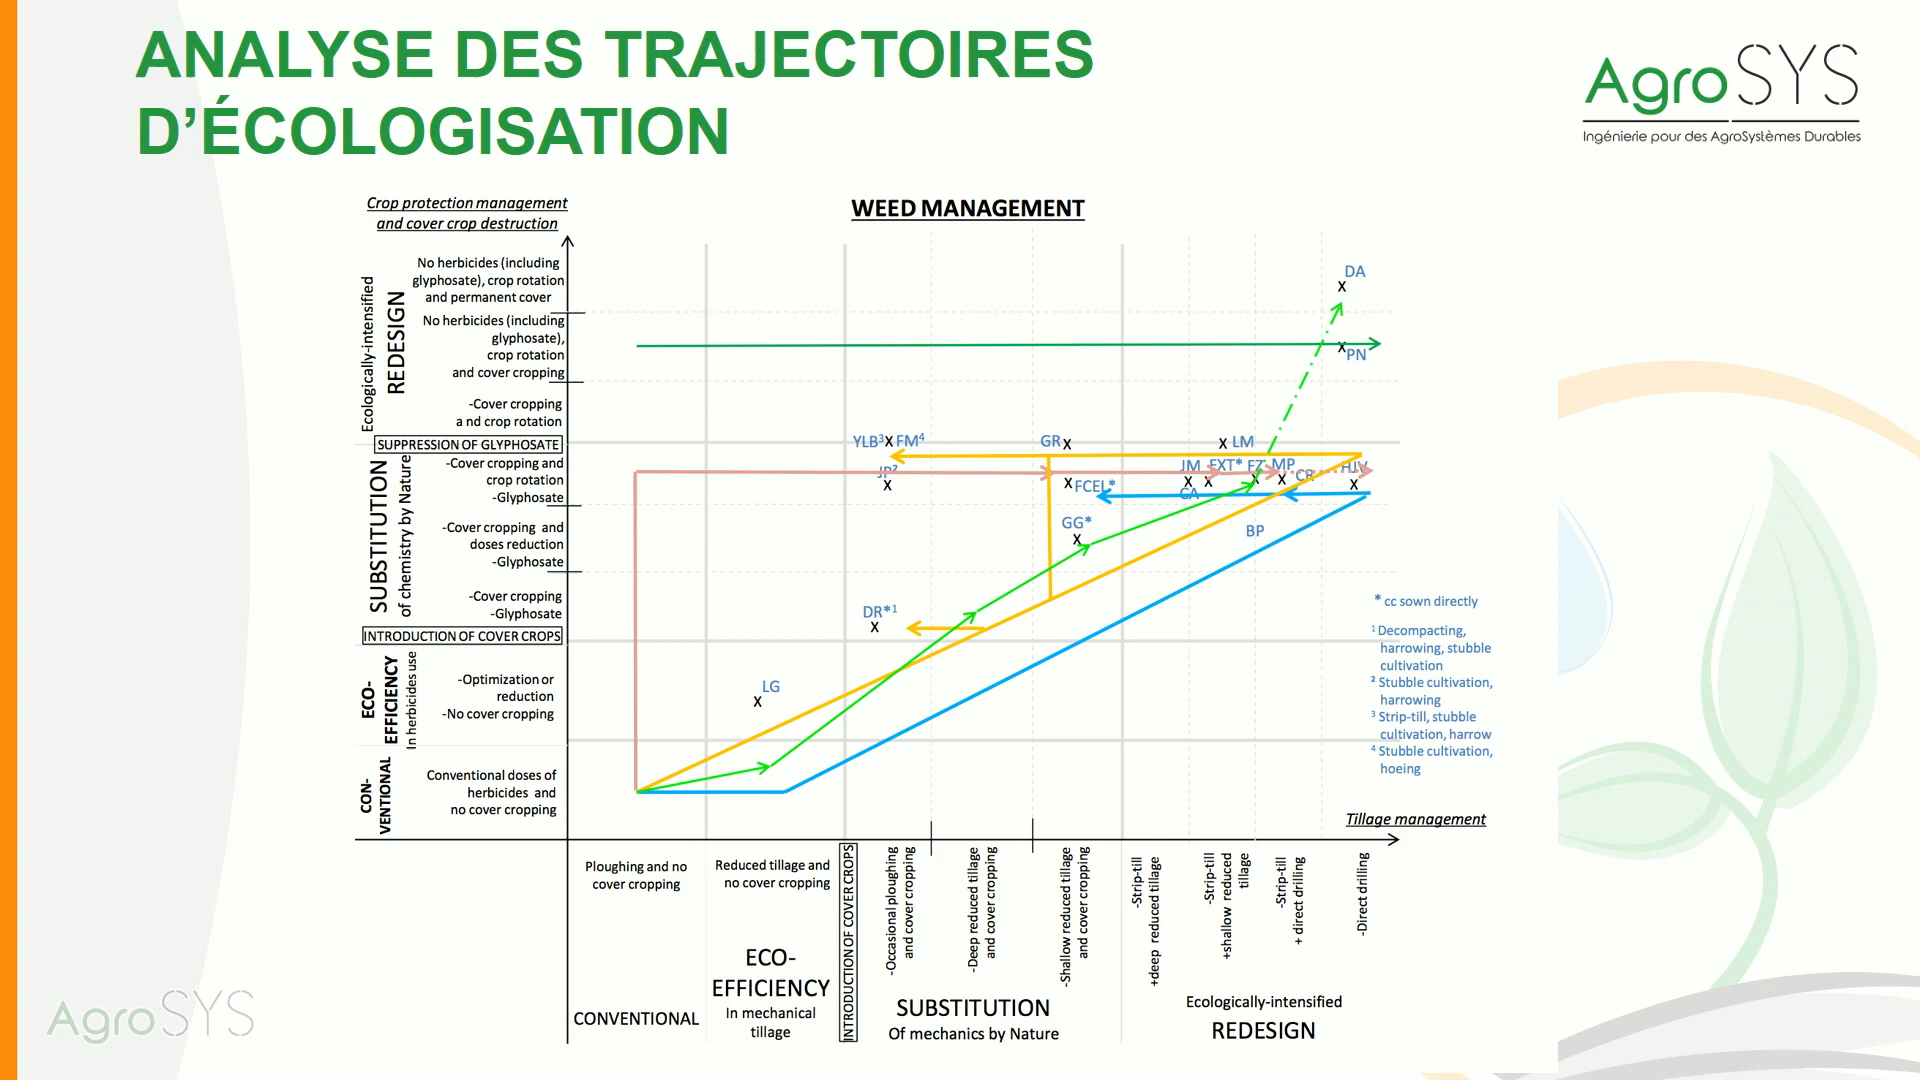 ANALYSE DES TRAJECTOIRES
D’ÉCOLOGISATION
AgroSYS
Ingénierie pour des AgroSystèmes Durables
Crop protection management
and cover crop destruction
WEED MANAGEMENT
Ecologically-intensified
REDESIGN
No herbicides (including
glyphosate), crop rotation
and permanent cover
No herbicides (including
glyphosate),
crop rotation
and cover cropping
-Cover cropping
a nd crop rotation
SUPPRESSION OF GLYPHOSATE
SUBSTITUTION
of chemistry by Nature
-Cover cropping and
crop rotation
-Glyphosate
-Cover cropping and
doses reduction
-Glyphosate
-Cover cropping
-Glyphosate
INTRODUCTION OF COVER CROPS
ECO-
EFFICIENCY
In herbicides use
-Optimization or
reduction
-No cover cropping
CON-
VENTIONAL
Conventional doses of
herbicides and
no cover cropping
DA
X
X
PN
YLB³X FM⁴
GR X
X LM
JP²
X
X FCEL*
JM
EXT*
FZ
MP
CR
HJV
X
X
X
X
X
CA
GG*
X
BP
DR*¹
X
LG
X
* cc sown directly
¹ Decompacting,
harrowing, stubble
cultivation
² Stubble cultivation,
harrowing
³ Strip-till, stubble
cultivation, harrow
⁴ Stubble cultivation,
hoeing
Tillage management
Ploughing and no
cover cropping
Reduced tillage and
no cover cropping
INTRODUCTION OF COVER CROPS
-Occasional ploughing
and cover cropping
-Deep reduced tillage
and cover cropping
-Shallow reduced tillage
and cover cropping
-Strip-till
+deep reduced tillage
-Strip-till
+shallow reduced
tillage
-Strip-till
+ direct drilling
-Direct drilling
CONVENTIONAL
ECO-
EFFICIENCY
In mechanical
tillage
SUBSTITUTION
Of mechanics by Nature
Ecologically-intensified
REDESIGN
AgroSYS